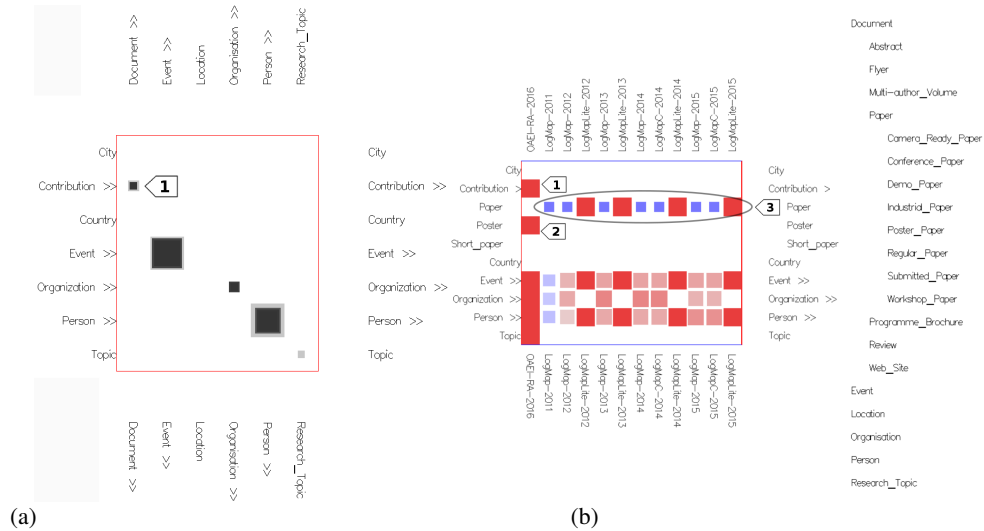 Document >>
Event >>
Location
Organisation >>
Person >>
Research_Topic
City
Contribution >>
Country
Event >>
Organization >>
Person >>
Topic
1
City
Contribution >>
Country
Event >>
Organization >>
Person >>
Topic
Document >>
Event >>
Location
Organisation >>
Person >>
Research_Topic
(a)
OAEI-RA-2016
LogMap-2011
LogMap-2012
LogMapLite-2012
LogMap-2013
LogMapLite-2013
LogMap-2014
LogMapC-2014
LogMapLite-2014
LogMap-2015
LogMapC-2015
LogMapLite-2015
City
Contribution >
Paper
Poster
Short_paper
Country
Event >>
Organization >>
Person >>
Topic
1
2
3
City
Contribution >
Paper
Poster
Short_paper
Country
Event >>
Organization >>
Person >>
Topic
OAEI-RA-2016
LogMap-2011
LogMap-2012
LogMapLite-2012
LogMap-2013
LogMapLite-2013
LogMap-2014
LogMapC-2014
LogMapLite-2014
LogMap-2015
LogMapC-2015
LogMapLite-2015
Document
Abstract
Flyer
Multi-author_Volume
Paper
Camera_Ready_Paper
Conference_Paper
Demo_Paper
Industrial_Paper
Poster_Paper
Regular_Paper
Submitted_Paper
Workshop_Paper
Programme_Brochure
Review
Web_Site
Event
Location
Organisation
Person
Research_Topic
(b)